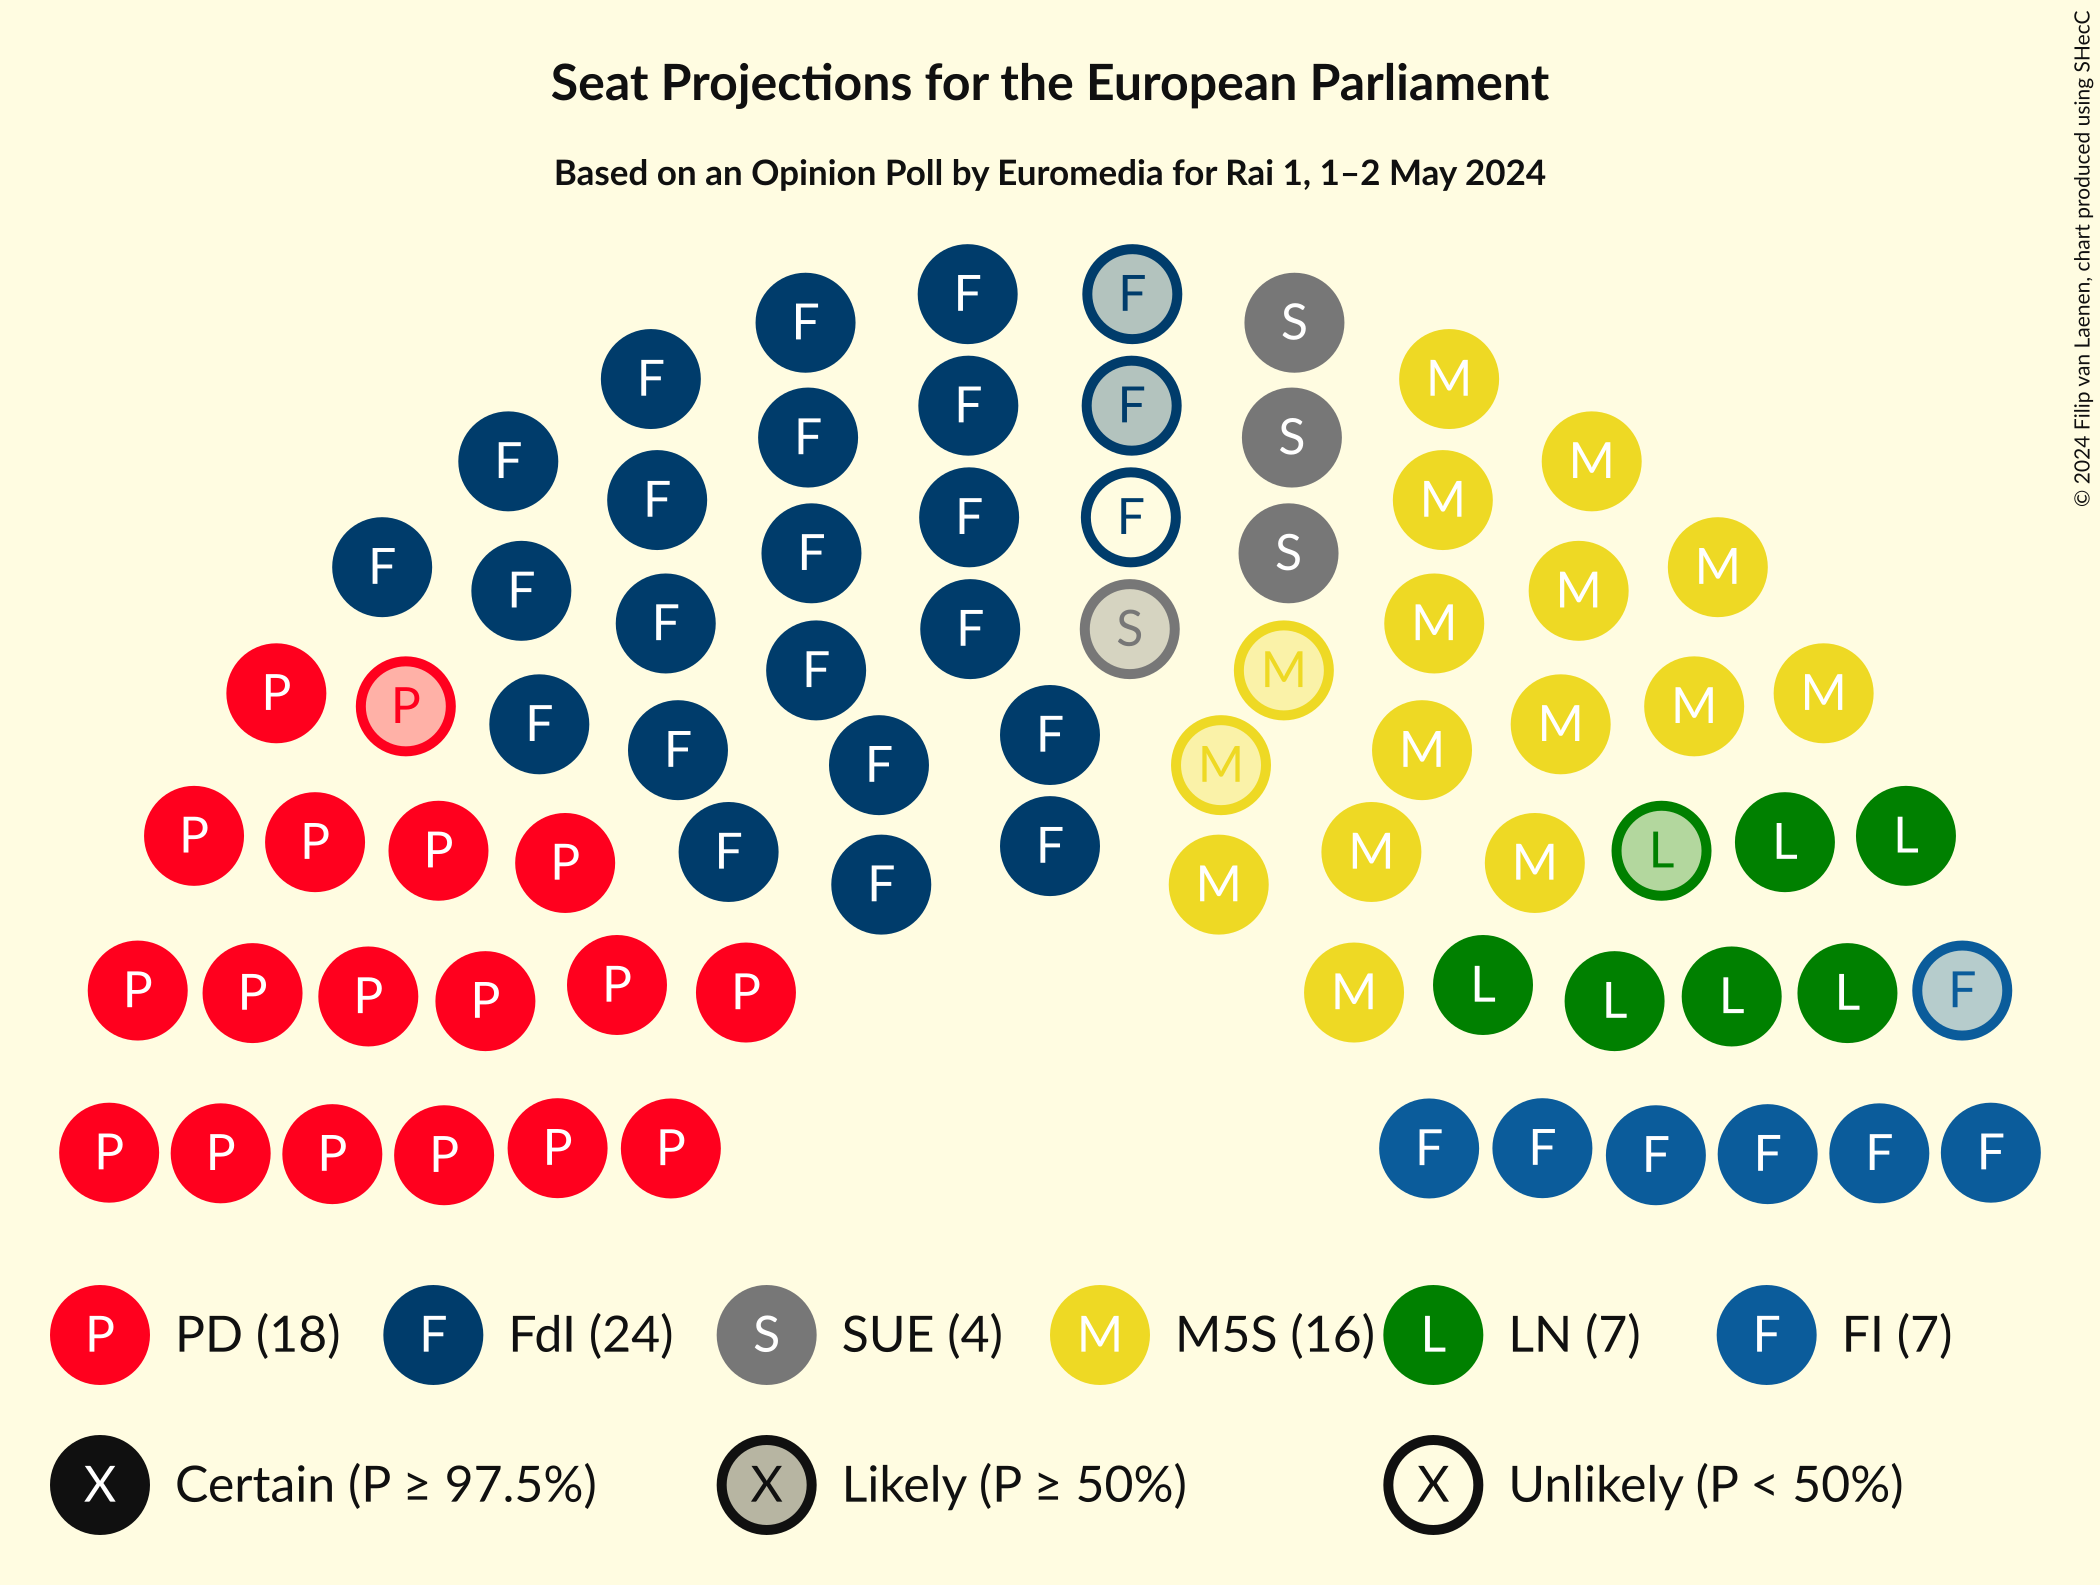 Seat Projections for the European Parliament
Based on an Opinion Poll by Euromedia for Rai 1, 1–2 May 2024
© 2024 Filip van Laenen, chart produced using SHecC
F F
F S
F F F M
F S
F M
F F F F M M
F F S M
F M
F M
F M
F S
F M
P P F M M M M
F M
F F M M
F F
P P P P F M M L L L
F F M
P P P P P P M L L L L F
P P P P P P F F F F F F
P PD (18) F FdI (24) S SUE (4) M M5S (16) L LN (7) F FI (7)
X Certain (P ≥ 97.5%) X Likely (P ≥ 50%) X Unlikely (P < 50%)